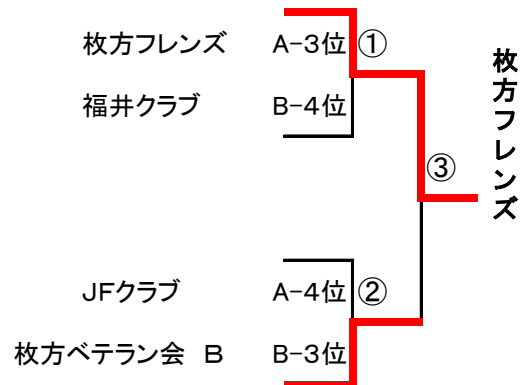 枚方フレンズ A-3位 ①
福井クラブ B-4位
③
枚方フレンズ
JFクラブ A-4位 ②
枚方ベテラン会 B B-3位